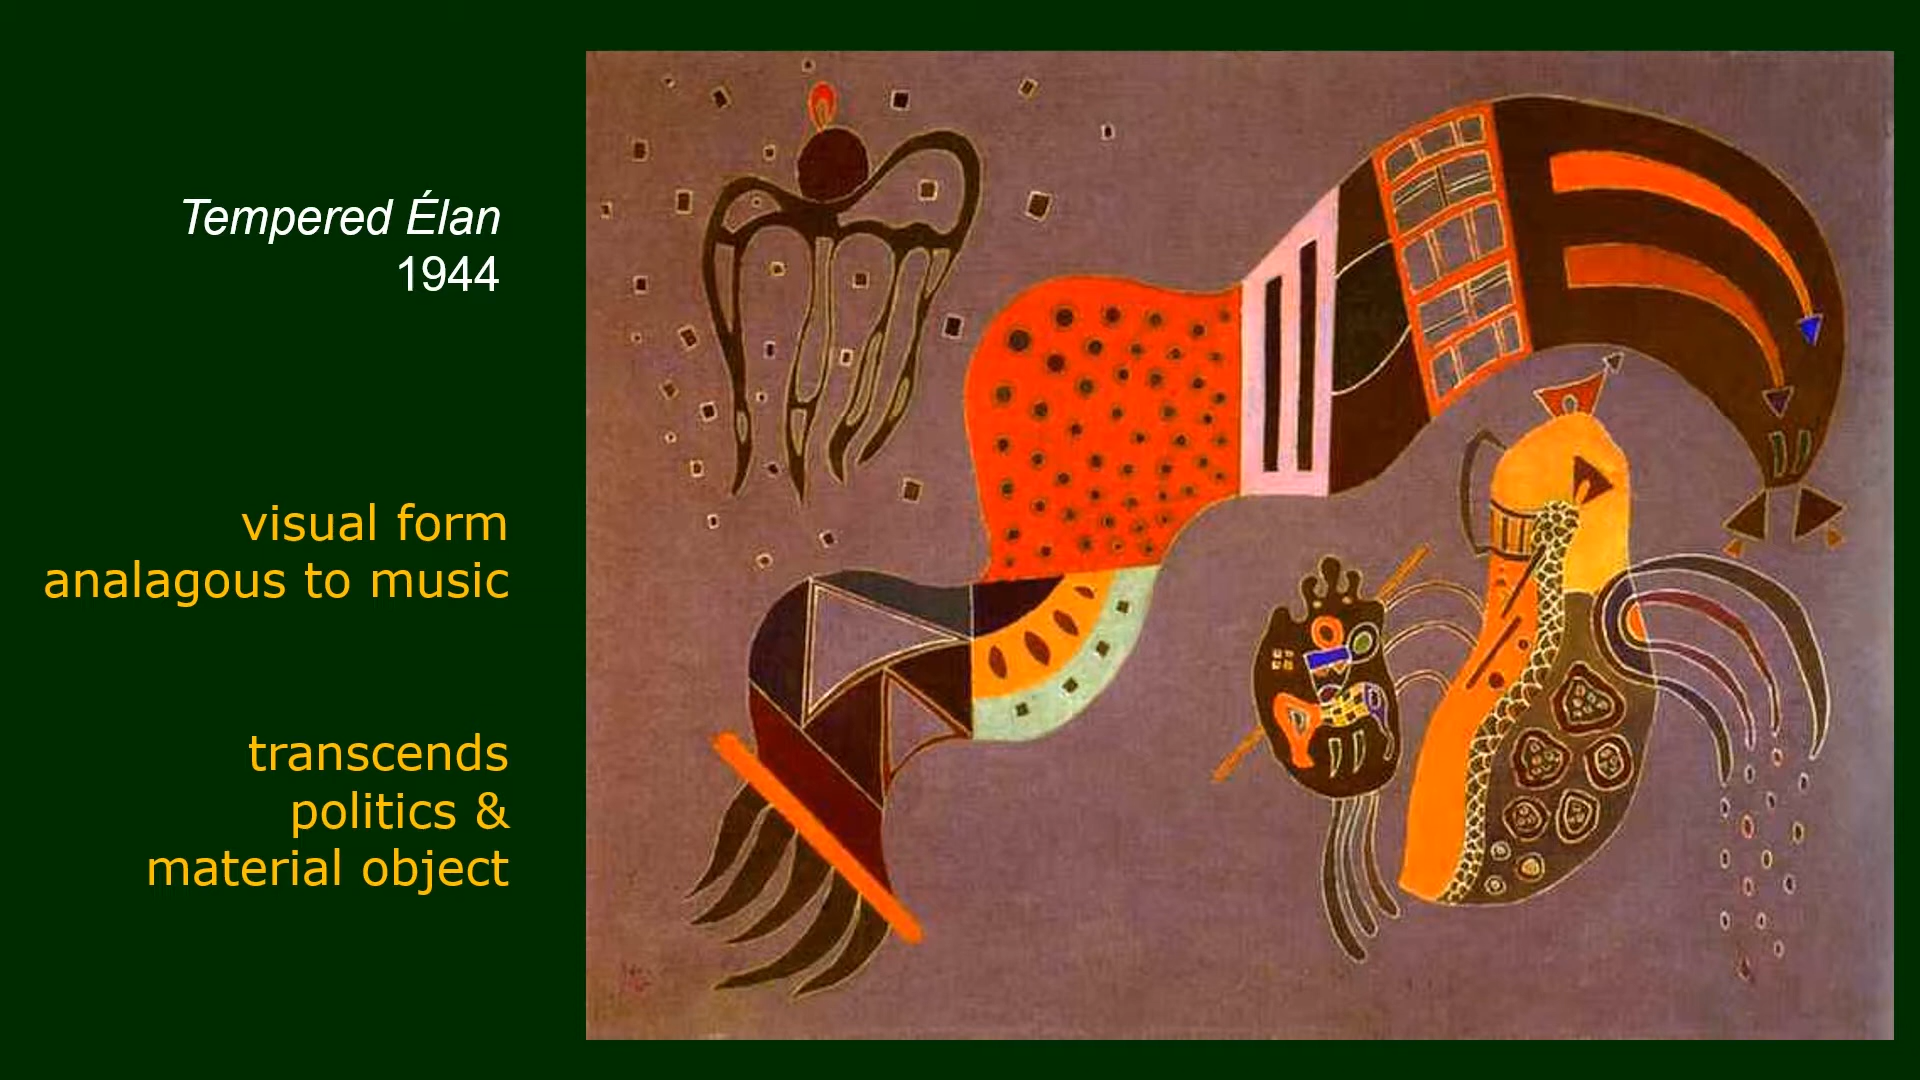 Tempered Élan
1944
visual form
analagous to music
transcends
politics &
material object